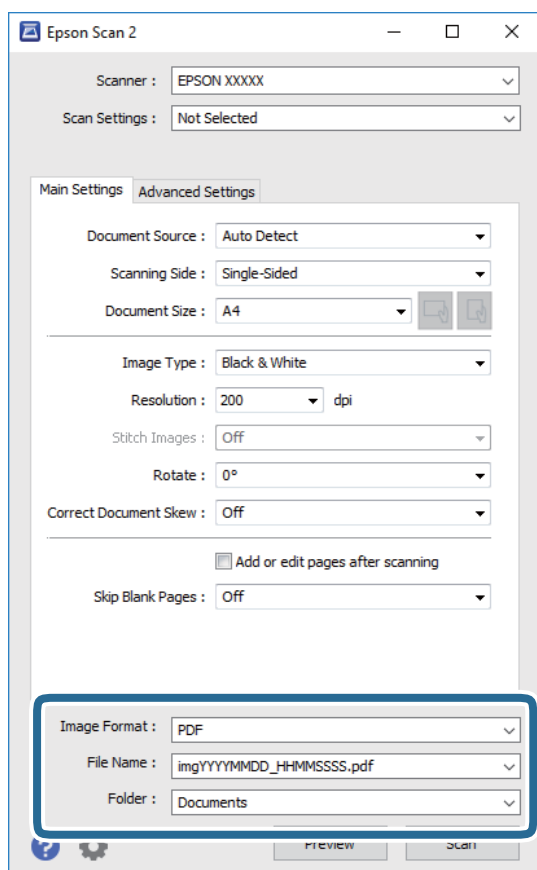 Epson Scan 2
Scanner : EPSON XXXXX
Scan Settings : Not Selected
Main Settings Advanced Settings
Document Source : Auto Detect
Scanning Side : Single-Sided
Document Size : A4
Image Type : Black & White
Resolution : 200 dpi
Stitch Images : Off
Rotate : 0°
Correct Document Skew : Off
Add or edit pages after scanning
Skip Blank Pages : Off
Image Format : PDF
File Name : imgYYYYMMDD_HHMMSSSS.pdf
Folder : Documents
? Preview Scan